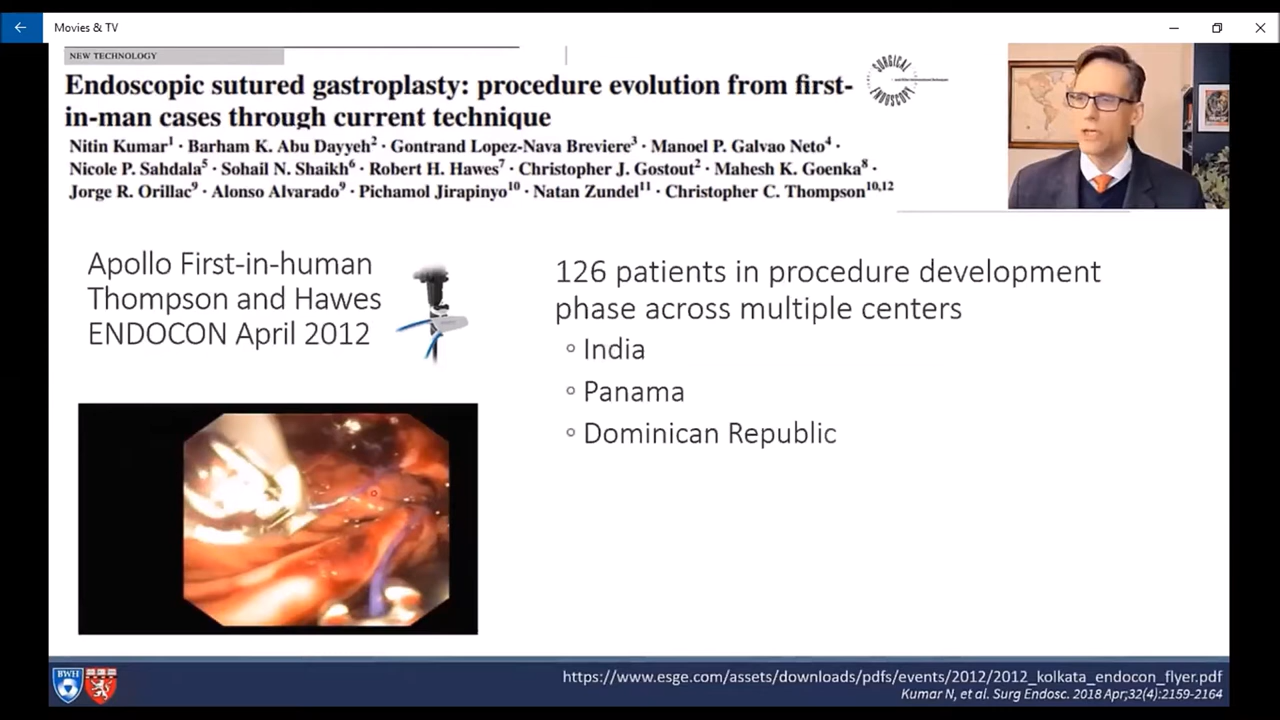 Movies & TV
NEW TECHNOLOGY
Endoscopic sutured gastroplasty: procedure evolution from first-
in-man cases through current technique
SURGICAL
ENDOSCOPY
Nitin Kumar1 · Barham K. Abu Dayyeh2 · Gontrand Lopez-Nava Breviere3 · Manoel P. Galvao Neto4 ·
Nicole P. Sahdala5 · Sohail N. Shaikh6 · Robert H. Hawes7 · Christopher J. Gostout2 · Mahesh K. Goenka8 ·
Jorge R. Orillac9 · Alonso Alvarado9 · Pichamol Jirapinyo10 · Natan Zundel11 · Christopher C. Thompson10,12
Apollo First-in-human
Thompson and Hawes
ENDOCON April 2012
126 patients in procedure development
phase across multiple centers
◦ India
◦ Panama
◦ Dominican Republic
BWH
https://www.esge.com/assets/downloads/pdfs/events/2012/2012_kolkata_endocon_flyer.pdf
Kumar N, et al. Surg Endosc. 2018 Apr;32(4):2159-2164